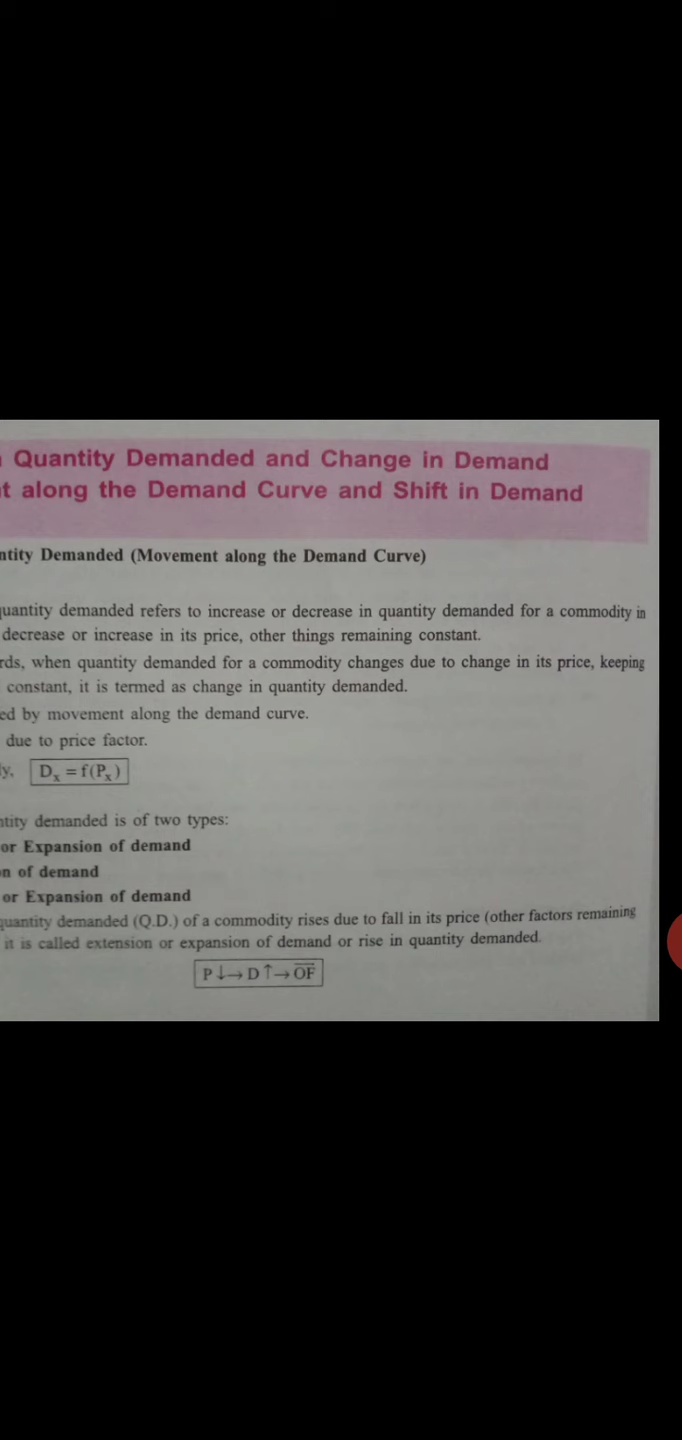 Quantity Demanded and Change in Demand
along the Demand Curve and Shift in Demand
Demanded (Movement along the Demand Curve)
quantity demanded refers to increase or decrease in quantity demanded for a commodity in
decrease or increase in its price, other things remaining constant.
when quantity demanded for a commodity changes due to change in its price, keeping
constant, it is termed as change in quantity demanded.
by movement along the demand curve.
due to price factor.
Dₓ = f(Pₓ)
demanded is of two types:
or Expansion of demand
of demand
or Expansion of demand
quantity demanded (Q.D.) of a commodity rises due to fall in its price (other factors remaining
it is called extension or expansion of demand or rise in quantity demanded.
P↓→D↑→O̅F̅